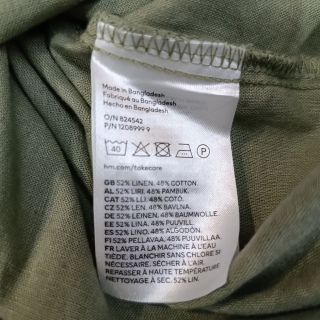 Made in Bangladesh
Fabriqué au Bangladesh
Hecho en Bangladesh
O/N 824542
P/N 1208999 9
40
P
hm.com/takecare
GB 52% LINEN. 48% COTTON.
AL 52% LIRI. 48% PAMBUK.
CAT 52% LLI. 48% COTÓ.
CZ 52% LEN. 48% BAVLNA.
DE 52% LEINEN. 48% BAUMWOLLE.
EE 52% LINA. 48% PUUVILL.
ES 52% LINO. 48% ALGODÓN.
FI 52% PELLAVAA. 48% PUUVILLAA.
FR LAVER À LA MACHINE À L'EAU
TIÈDE. BLANCHIR SANS CHLORE SI
NÉCESSAIRE. SÉCHER À L'AIR.
REPASSER À HAUTE TEMPÉRATURE
NETTOYAGE À SEC. 52% LIN.